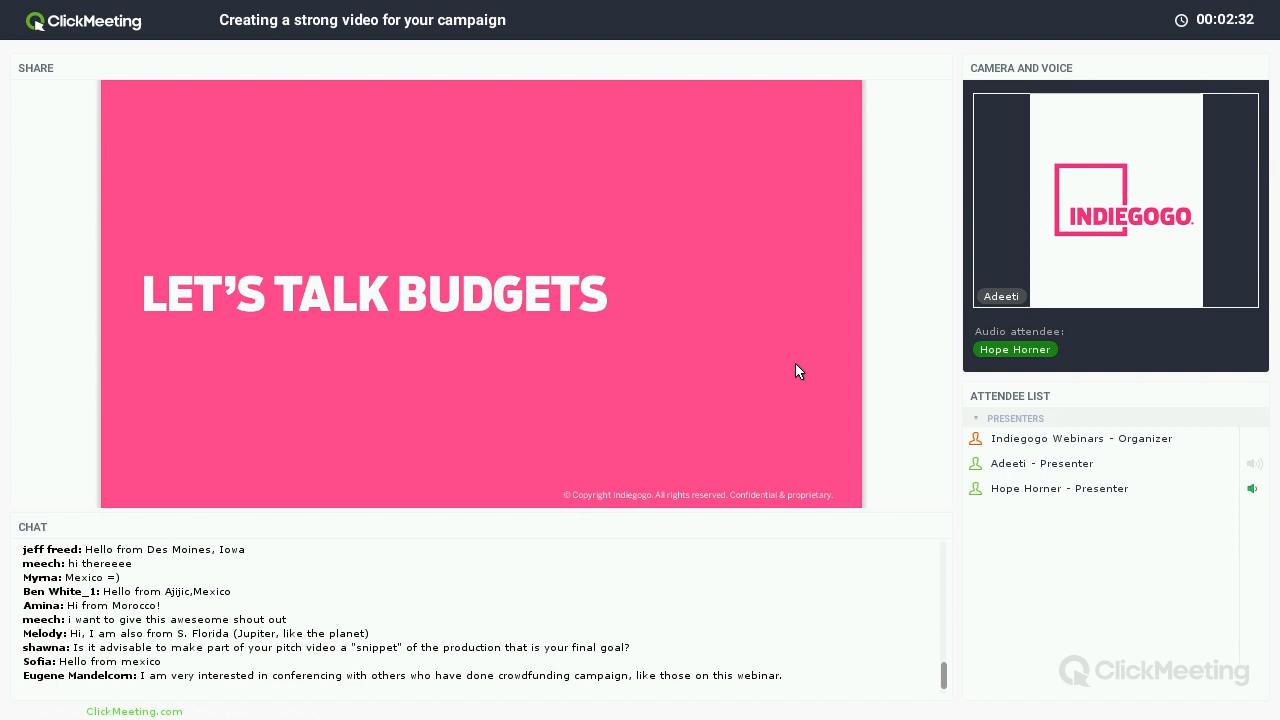 ClickMeeting
Creating a strong video for your campaign
00:02:32
SHARE
LET'S TALK BUDGETS
© Copyright Indiegogo. All rights reserved. Confidential & proprietary.
CAMERA AND VOICE
INDIEGOGO.
Adeeti
Audio attendee:
Hope Horner
ATTENDEE LIST
PRESENTERS
Indiegogo Webinars - Organizer
Adeeti - Presenter
Hope Horner - Presenter
CHAT
jeff freed: Hello from Des Moines, Iowa
meech: hi thereeee
Myrna: Mexico =)
Ben White_1: Hello from Ajijic,Mexico
Amina: Hi from Morocco!
meech: i want to give this aweseome shout out
Melody: Hi, I am also from S. Florida (Jupiter, like the planet)
shawna: Is it advisable to make part of your pitch video a "snippet" of the production that is your final goal?
Sofia: Hello from mexico
Eugene Mandelcorn: I am very interested in conferencing with others who have done crowdfunding campaign, like those on this webinar.
ClickMeeting
ClickMeeting.com